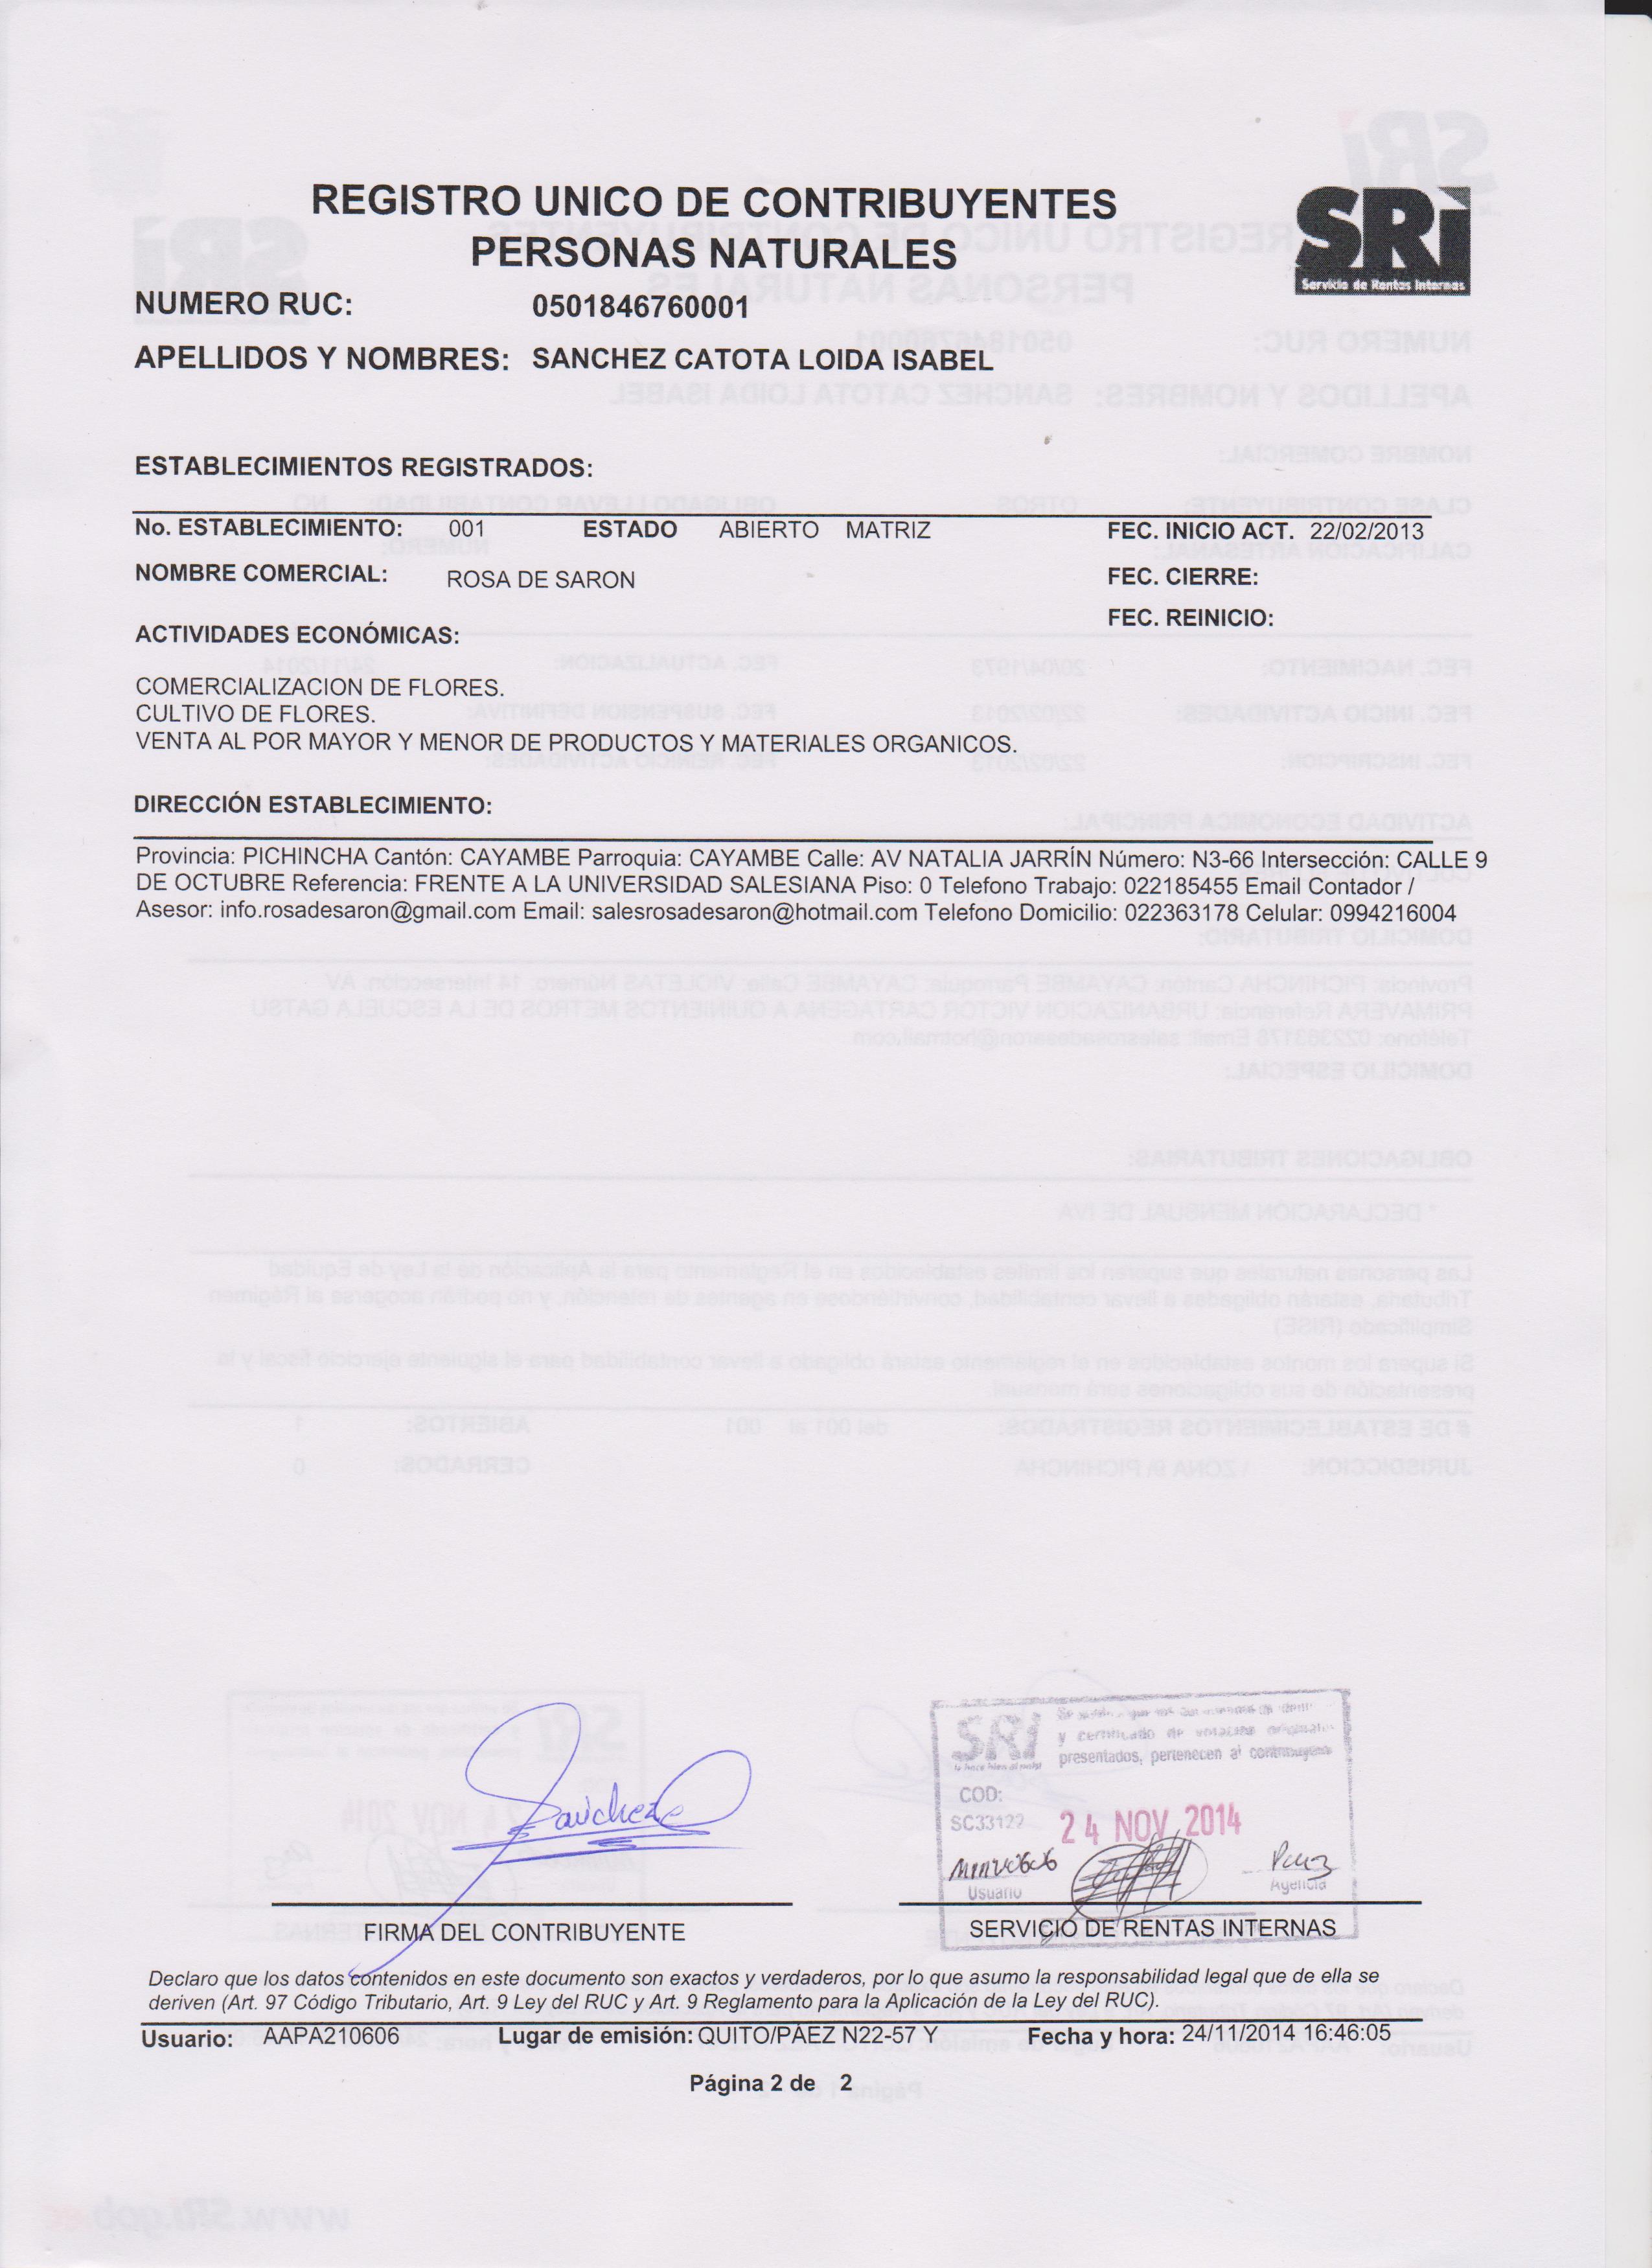 REGISTRO UNICO DE CONTRIBUYENTES
PERSONAS NATURALES
SRi
Servicio de Rentas Internas
NUMERO RUC: 0501846760001
APELLIDOS Y NOMBRES: SANCHEZ CATOTA LOIDA ISABEL
ESTABLECIMIENTOS REGISTRADOS:
No. ESTABLECIMIENTO: 001 ESTADO ABIERTO MATRIZ FEC. INICIO ACT. 22/02/2013
NOMBRE COMERCIAL: ROSA DE SARON FEC. CIERRE:
FEC. REINICIO:
ACTIVIDADES ECONÓMICAS:
COMERCIALIZACION DE FLORES.
CULTIVO DE FLORES.
VENTA AL POR MAYOR Y MENOR DE PRODUCTOS Y MATERIALES ORGANICOS.
DIRECCIÓN ESTABLECIMIENTO:
Provincia: PICHINCHA Cantón: CAYAMBE Parroquia: CAYAMBE Calle: AV NATALIA JARRÍN Número: N3-66 Intersección: CALLE 9
DE OCTUBRE Referencia: FRENTE A LA UNIVERSIDAD SALESIANA Piso: 0 Telefono Trabajo: 022185455 Email Contador /
Asesor: info.rosadesaron@gmail.com Email: salesrosadesaron@hotmail.com Telefono Domicilio: 022363178 Celular: 0994216004
SRi
y certificado de votación
presentados, pertenecen al contribuyente
COD:
24 NOV 2014
Usuario
Agencia
FIRMA DEL CONTRIBUYENTE
SERVICIO DE RENTAS INTERNAS
Declaro que los datos contenidos en este documento son exactos y verdaderos, por lo que asumo la responsabilidad legal que de ella se
deriven (Art. 97 Código Tributario, Art. 9 Ley del RUC y Art. 9 Reglamento para la Aplicación de la Ley del RUC).
Usuario: AAPA210606 Lugar de emisión: QUITO/PÁEZ N22-57 Y Fecha y hora: 24/11/2014 16:46:05
Página 2 de 2